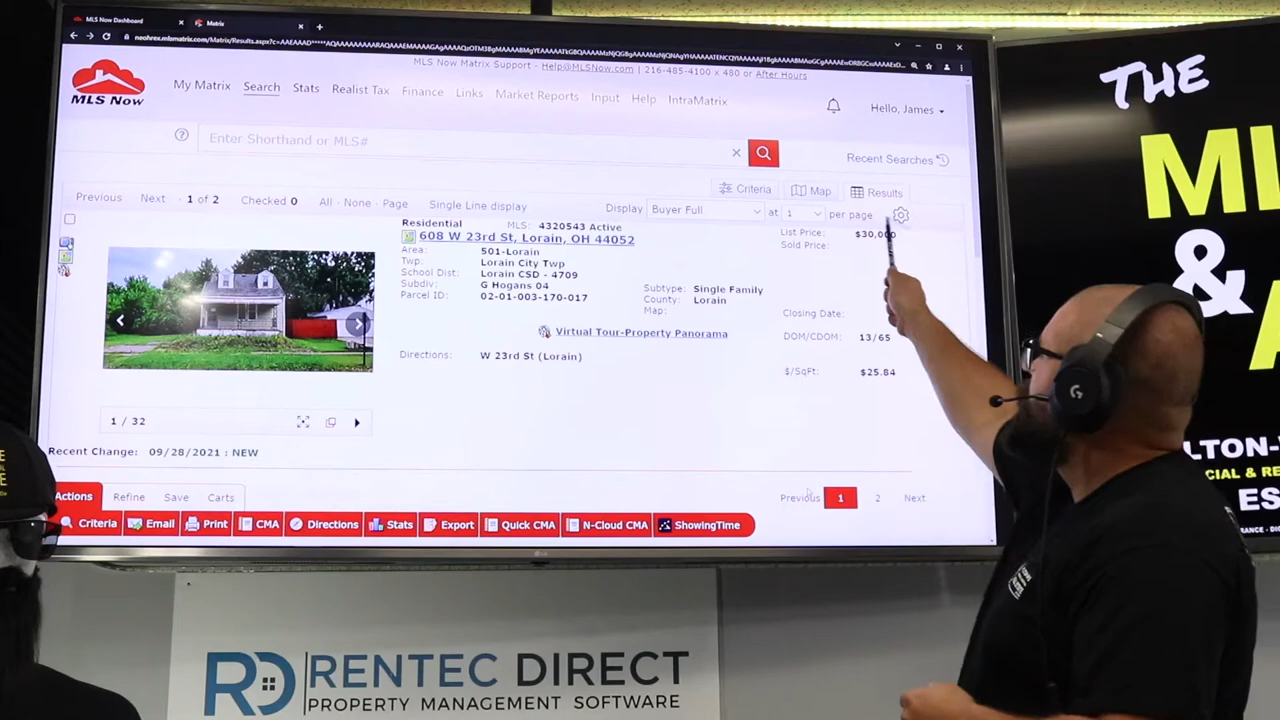 MLS Now Dashboard
Matrix
MLS Now Matrix Support - Help@MLSNow.com | 216-485-4100 x 480 or After Hours
MLS Now
My Matrix Search Stats Realist Tax Finance Links Market Reports Input Help IntraMatrix
Hello, James
Enter Shorthand or MLS#
Recent Searches
Criteria Map Results
Previous Next · 1 of 2 Checked 0 All · None · Page Single Line display Display Buyer Full at 1 per page
Residential MLS: 4320543 Active
608 W 23rd St, Lorain, OH 44052
List Price: $30,000
Sold Price:
Area: 501-Lorain
Twp: Lorain City Twp
School Dist: Lorain CSD - 4709
Subdiv: G Hogans 04
Parcel ID: 02-01-003-170-017
Subtype: Single Family
County: Lorain
Map:
Closing Date:
Virtual Tour-Property Panorama
DOM/CDOM: 13/65
Directions: W 23rd St (Lorain)
$/SqFt: $25.84
1 / 32
Recent Change: 09/28/2021 : NEW
Actions Refine Save Carts
Previous 1 2 Next
Criteria Email Print CMA Directions Stats Export Quick CMA N-Cloud CMA ShowingTime
THE
&
RD RENTEC DIRECT
PROPERTY MANAGEMENT SOFTWARE